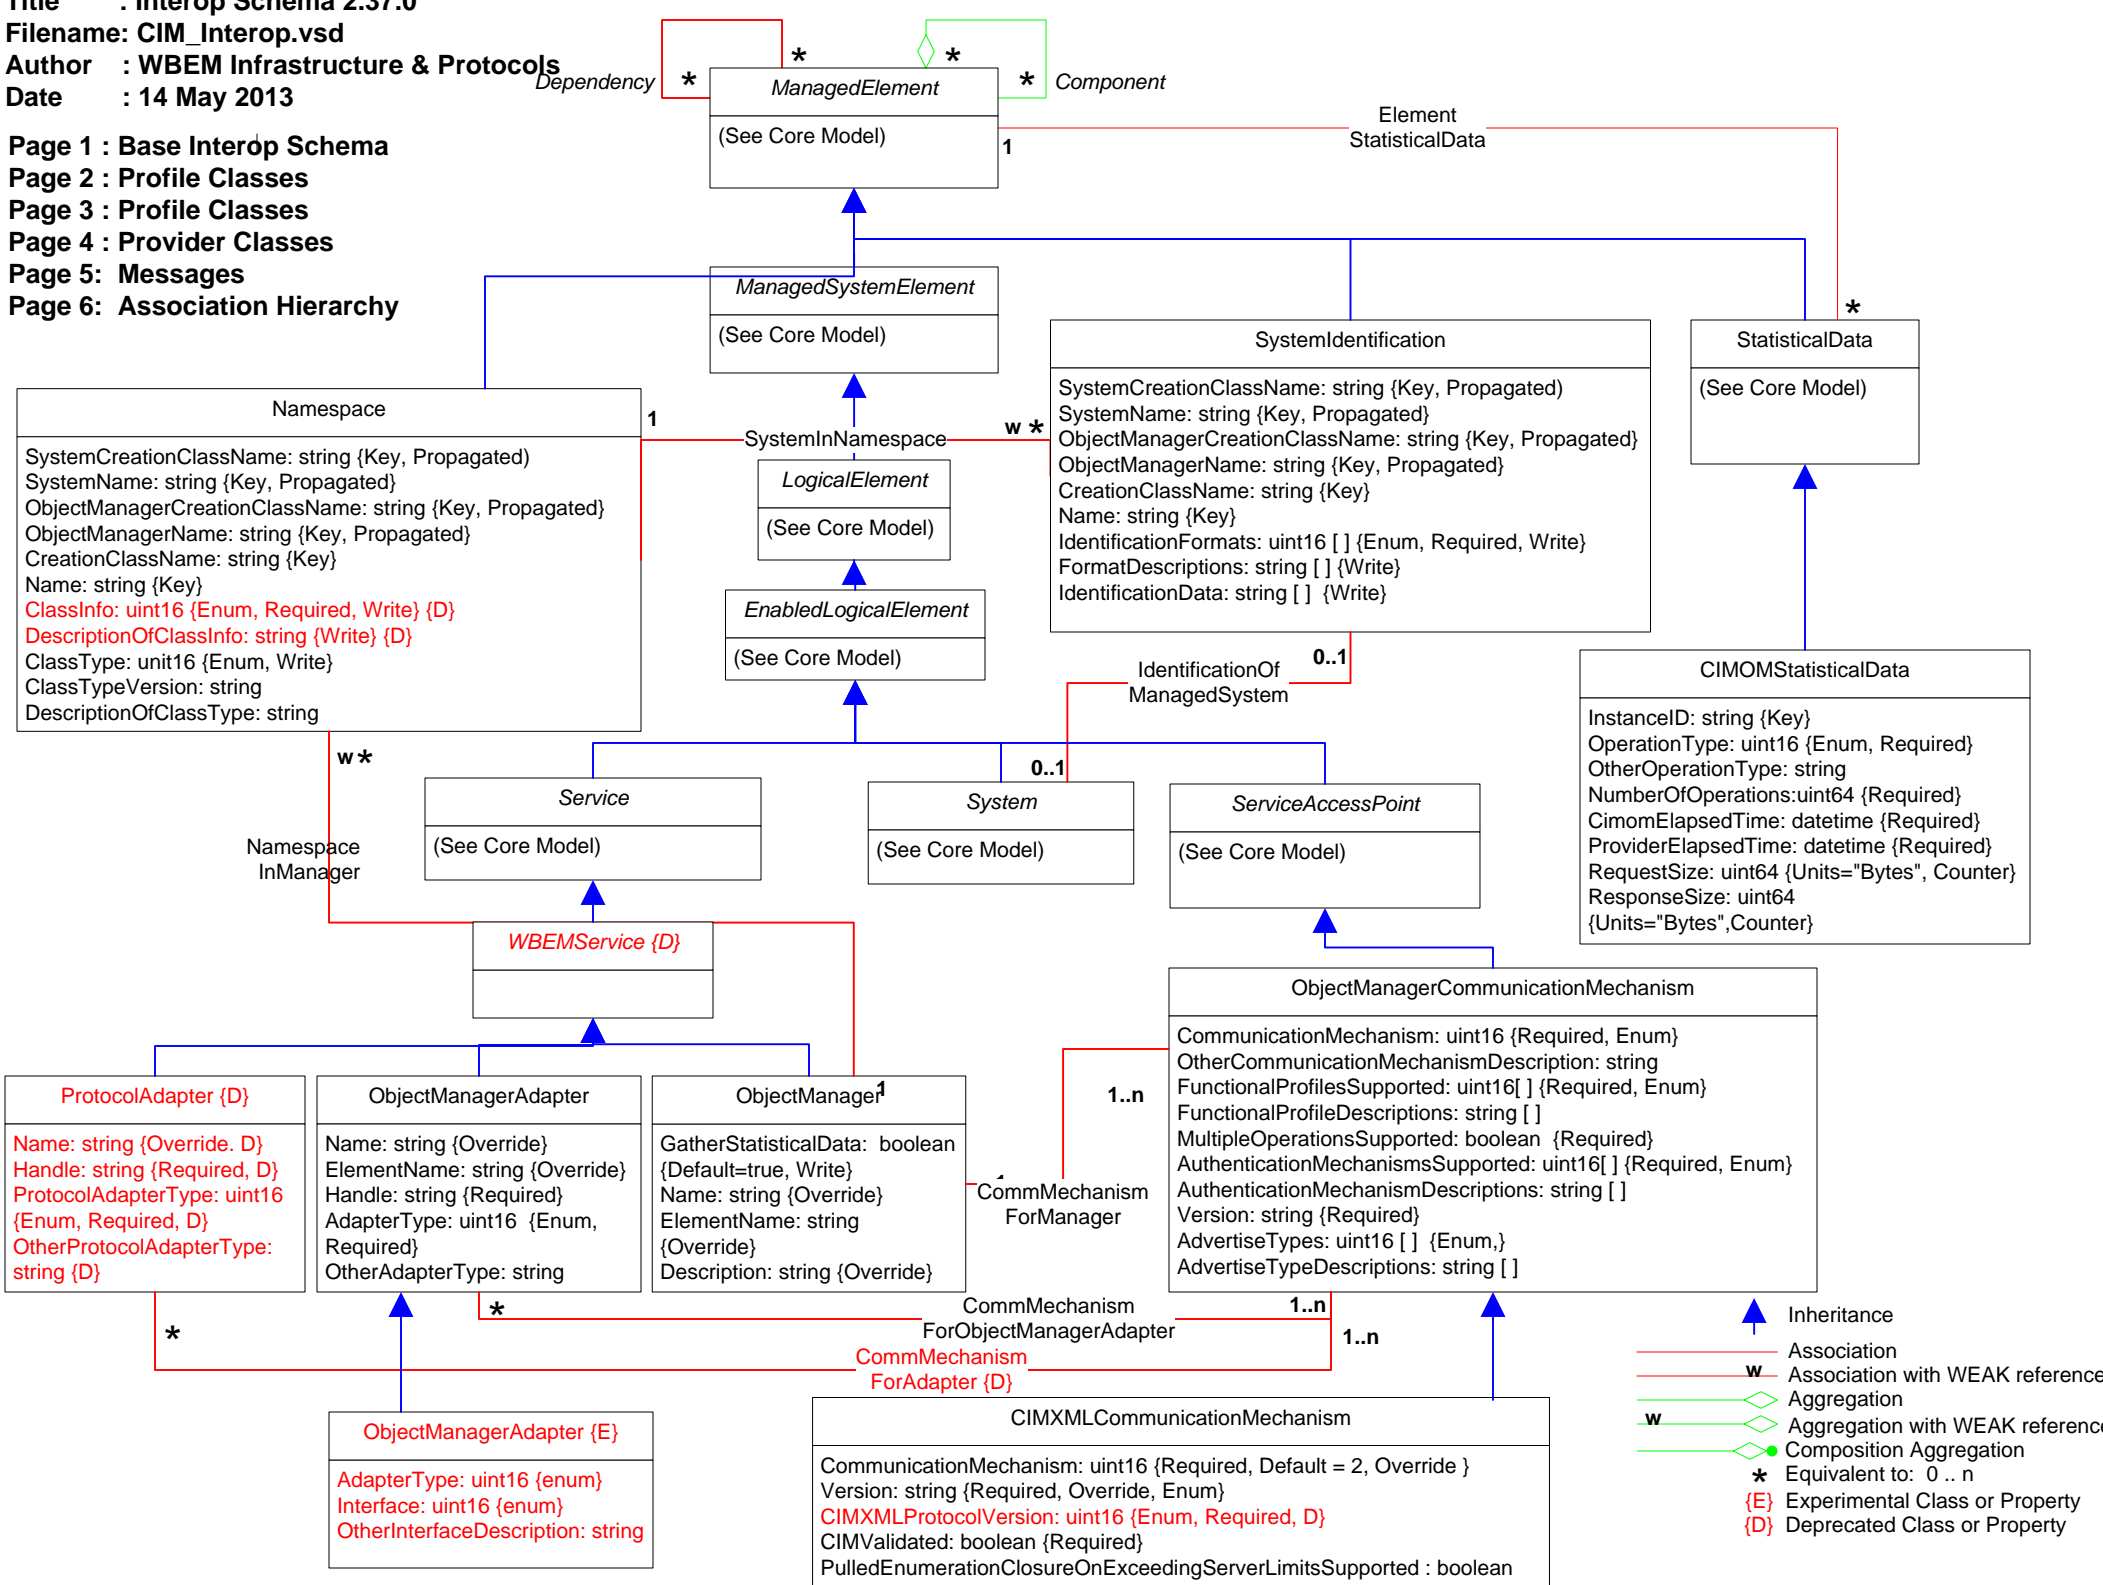 Title : Interop Schema 2.37.0
Filename: CIM_Interop.vsd
Author : WBEM Infrastructure & Protocols
Date : 14 May 2013
Page 1 : Base Interop Schema
Page 2 : Profile Classes
Page 3 : Profile Classes
Page 4 : Provider Classes
Page 5: Messages
Page 6: Association Hierarchy
Dependency
*
*
ManagedElement
(See Core Model)
*
*
Component
1
Element
StatisticalData
*
ManagedSystemElement
(See Core Model)
SystemIdentification
SystemCreationClassName: string {Key, Propagated)
SystemName: string {Key, Propagated}
ObjectManagerCreationClassName: string {Key, Propagated}
ObjectManagerName: string {Key, Propagated}
CreationClassName: string {Key}
Name: string {Key}
IdentificationFormats: uint16 [ ] {Enum, Required, Write}
FormatDescriptions: string [ ] {Write}
IdentificationData: string [ ] {Write}
StatisticalData
(See Core Model)
Namespace
SystemCreationClassName: string {Key, Propagated)
SystemName: string {Key, Propagated}
ObjectManagerCreationClassName: string {Key, Propagated}
ObjectManagerName: string {Key, Propagated}
CreationClassName: string {Key}
Name: string {Key}
ClassInfo: uint16 {Enum, Required, Write} {D}
DescriptionOfClassInfo: string {Write} {D}
ClassType: unit16 {Enum, Write}
ClassTypeVersion: string
DescriptionOfClassType: string
1
SystemInNamespace
w *
LogicalElement
(See Core Model)
EnabledLogicalElement
(See Core Model)
IdentificationOf
ManagedSystem
0..1
0..1
CIMOMStatisticalData
InstanceID: string {Key}
OperationType: uint16 {Enum, Required}
OtherOperationType: string
NumberOfOperations:uint64 {Required}
CimomElapsedTime: datetime {Required}
ProviderElapsedTime: datetime {Required}
RequestSize: uint64 {Units="Bytes", Counter}
ResponseSize: uint64
{Units="Bytes",Counter}
w *
Namespace
InManager
Service
(See Core Model)
System
(See Core Model)
ServiceAccessPoint
(See Core Model)
WBEMService {D}
ObjectManagerCommunicationMechanism
CommunicationMechanism: uint16 {Required, Enum}
OtherCommunicationMechanismDescription: string
FunctionalProfilesSupported: uint16[ ] {Required, Enum}
FunctionalProfileDescriptions: string [ ]
MultipleOperationsSupported: boolean {Required}
AuthenticationMechanismsSupported: uint16[ ] {Required, Enum}
AuthenticationMechanismDescriptions: string [ ]
Version: string {Required}
AdvertiseTypes: uint16 [ ] {Enum,}
AdvertiseTypeDescriptions: string [ ]
ProtocolAdapter {D}
Name: string {Override. D}
Handle: string {Required, D}
ProtocolAdapterType: uint16
{Enum, Required, D}
OtherProtocolAdapterType:
string {D}
ObjectManagerAdapter
Name: string {Override}
ElementName: string {Override}
Handle: string {Required}
AdapterType: uint16 {Enum,
Required}
OtherAdapterType: string
ObjectManager
1
GatherStatisticalData: boolean
{Default=true, Write}
Name: string {Override}
ElementName: string
{Override}
Description: string {Override}
1..n
1
CommMechanism
ForManager
*
CommMechanism
ForObjectManagerAdapter
1..n
*
CommMechanism
ForAdapter {D}
1..n
ObjectManagerAdapter {E}
AdapterType: uint16 {enum}
Interface: uint16 {enum}
OtherInterfaceDescription: string
CIMXMLCommunicationMechanism
CommunicationMechanism: uint16 {Required, Default = 2, Override }
Version: string {Required, Override, Enum}
CIMXMLProtocolVersion: uint16 {Enum, Required, D}
CIMValidated: boolean {Required}
PulledEnumerationClosureOnExceedingServerLimitsSupported : boolean
Inheritance
Association
w Association with WEAK reference
Aggregation
w Aggregation with WEAK reference
Composition Aggregation
* Equivalent to: 0 .. n
{E} Experimental Class or Property
{D} Deprecated Class or Property